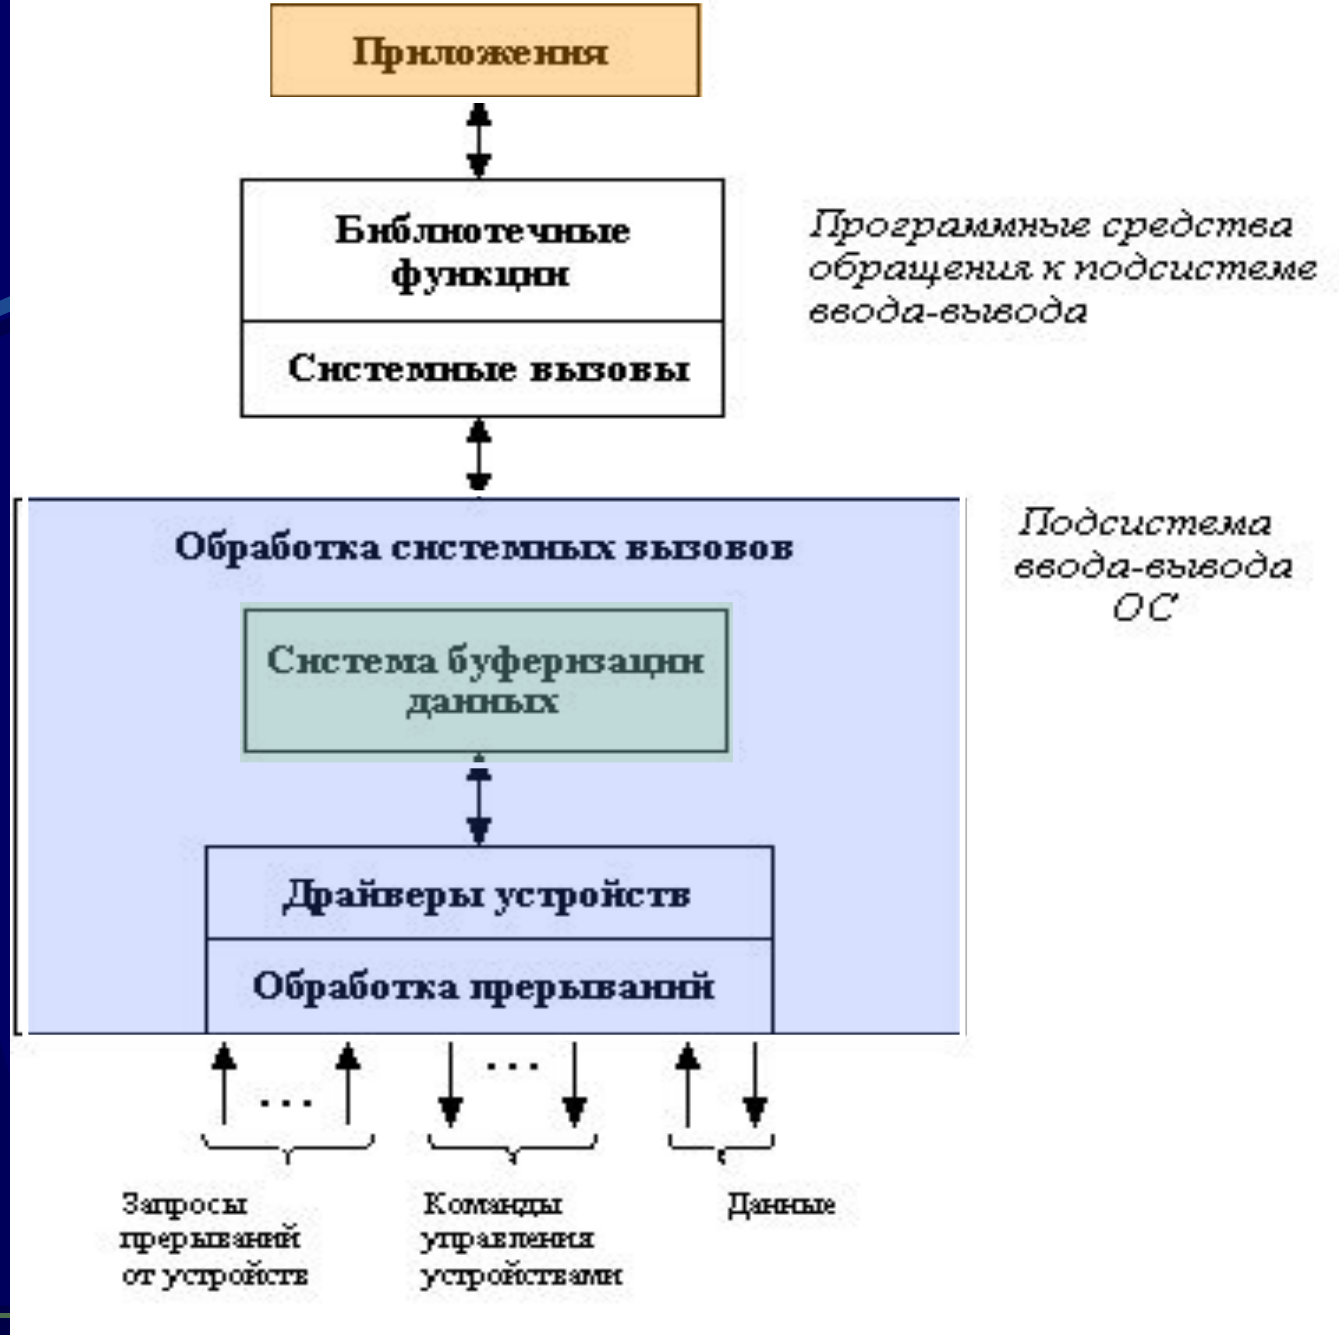 Приложения
Библиотечные
функции
Системные вызовы
Программные средства
обращения к подсистеме
ввода-вывода
Обработка системных вызовов
Подсистема
ввода-вывода
ОС
Система буферизации
данных
Драйверы устройств
Обработка прерываний
...
...
Запросы
прерываний
от устройств
Команды
управления
устройствами
Данные